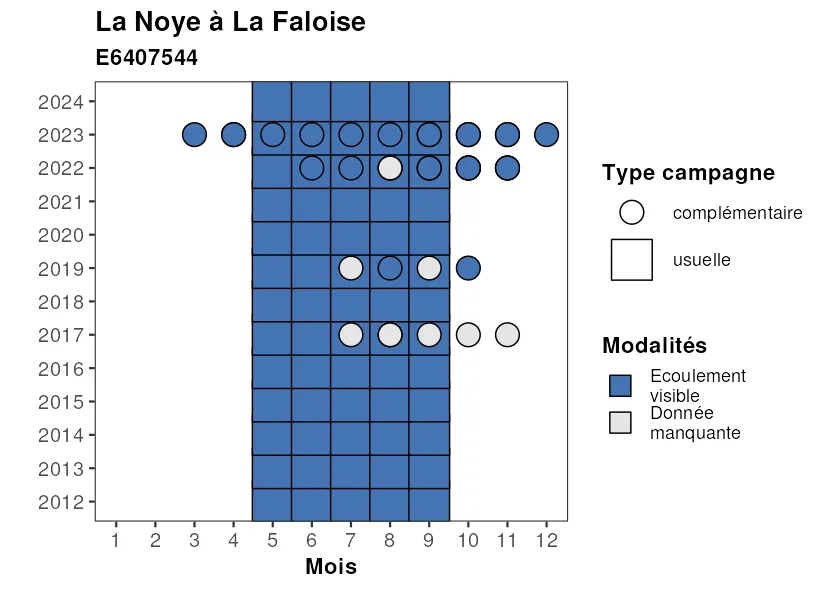 La Noye à La Faloise
E6407544
2024
2023
2022
2021
2020
2019
2018
2017
2016
2015
2014
2013
2012
1 2 3 4 5 6 7 8 9 10 11 12
Mois
Type campagne
complémentaire
usuelle
Modalités
Ecoulement
visible
Donnée
manquante